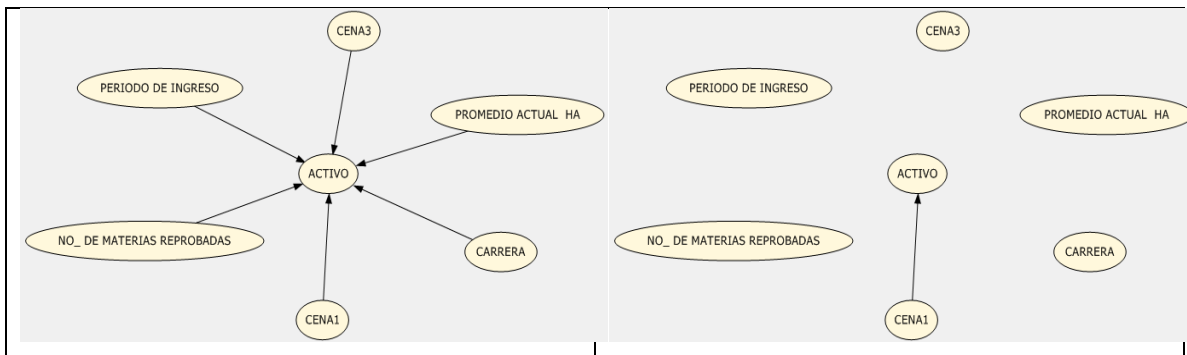 CENA3
PERIODO DE INGRESO
PROMEDIO ACTUAL HA
ACTIVO
NO_ DE MATERIAS REPROBADAS
CARRERA
CENA1
CENA3
PERIODO DE INGRESO
PROMEDIO ACTUAL HA
ACTIVO
NO_ DE MATERIAS REPROBADAS
CARRERA
CENA1